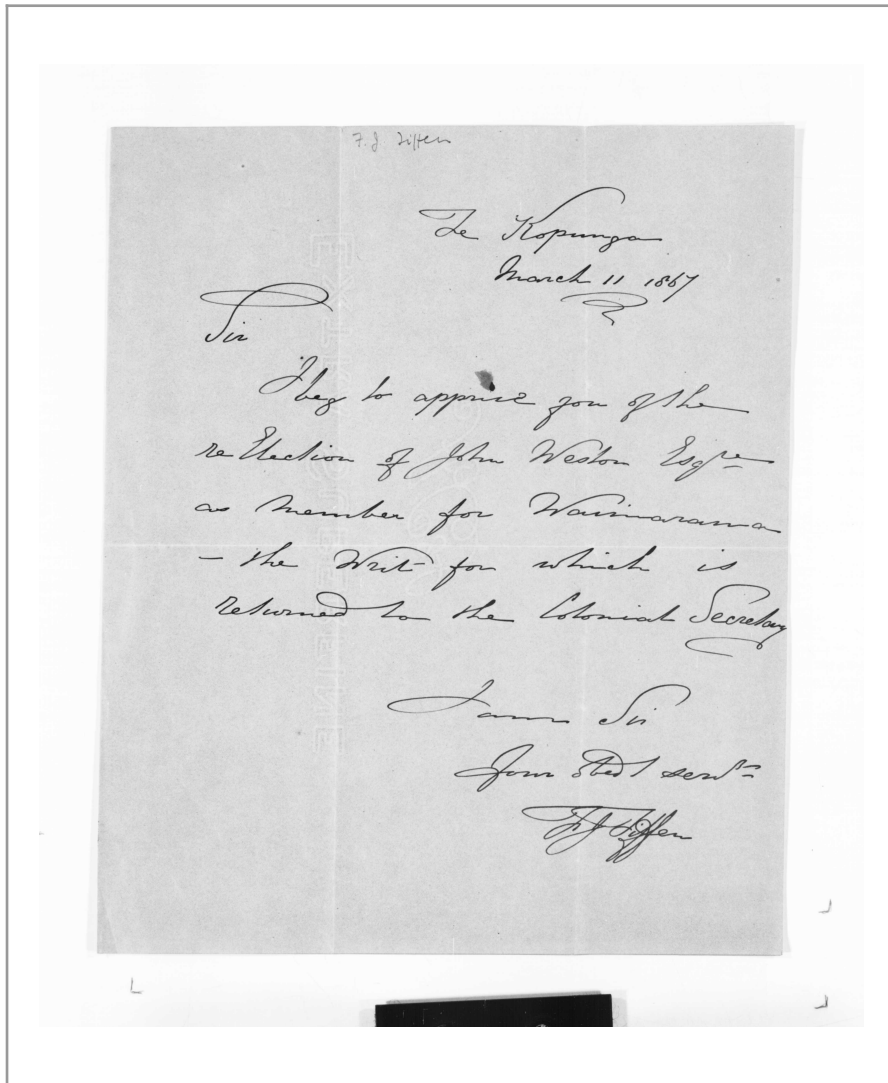 F. J Tiffen
Te Kopunga
March 11 1867
Sir
I beg to apprise you of the
re Election of John Weston Esqre
as member for Waimarama
– the Writ for which is
returned to the Colonial Secretary
I am Sir
Your obedt servt
F J Tiffen